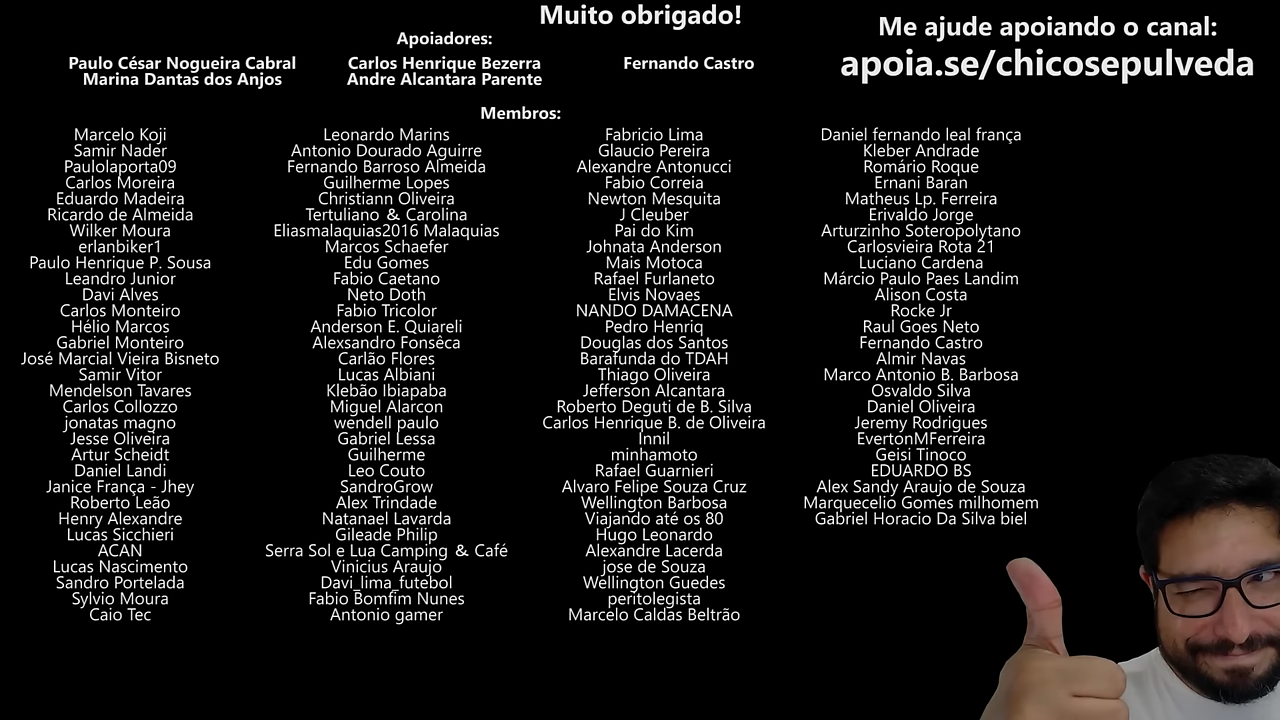 Muito obrigado!
Apoiadores:
Paulo César Nogueira Cabral
Marina Dantas dos Anjos
Carlos Henrique Bezerra
Andre Alcantara Parente
Fernando Castro
Me ajude apoiando o canal:
apoia.se/chicosepulveda
Membros:
Marcelo Koji
Samir Nader
Paulolaporta09
Carlos Moreira
Eduardo Madeira
Ricardo de Almeida
Wilker Moura
erlanbiker1
Paulo Henrique P. Sousa
Leandro Junior
Davi Alves
Carlos Monteiro
Hélio Marcos
Gabriel Monteiro
José Marcial Vieira Bisneto
Samir Vitor
Mendelson Tavares
Carlos Collozzo
jonatas magno
Jesse Oliveira
Artur Scheidt
Daniel Landi
Janice França - Jhey
Roberto Leão
Henry Alexandre
Lucas Sicchieri
ACAN
Lucas Nascimento
Sandro Portelada
Sylvio Moura
Caio Tec
Leonardo Marins
Antonio Dourado Aguirre
Fernando Barroso Almeida
Guilherme Lopes
Christiann Oliveira
Tertuliano & Carolina
Eliasmalaquias2016 Malaquias
Marcos Schaefer
Edu Gomes
Fabio Caetano
Neto Doth
Fabio Tricolor
Anderson E. Quiareli
Alexsandro Fonsêca
Carlão Flores
Lucas Albiani
Klebão Ibiapaba
Miguel Alarcon
wendell paulo
Gabriel Lessa
Guilherme
Leo Couto
SandroGrow
Alex Trindade
Natanael Lavarda
Gileade Philip
Serra Sol e Lua Camping & Café
Vinicius Araujo
Davi_lima_futebol
Fabio Bomfim Nunes
Antonio gamer
Fabricio Lima
Glaucio Pereira
Alexandre Antonucci
Fabio Correia
Newton Mesquita
J Cleuber
Pai do Kim
Johnata Anderson
Mais Motoca
Rafael Furlaneto
Elvis Novaes
NANDO DAMACENA
Pedro Henriq
Douglas dos Santos
Barafunda do TDAH
Thiago Oliveira
Jefferson Alcantara
Roberto Deguti de B. Silva
Carlos Henrique B. de Oliveira
Innil
minhamoto
Rafael Guarnieri
Alvaro Felipe Souza Cruz
Wellington Barbosa
Viajando até os 80
Hugo Leonardo
Alexandre Lacerda
jose de Souza
Wellington Guedes
peritolegista
Marcelo Caldas Beltrão
Daniel fernando leal frança
Kleber Andrade
Romário Roque
Ernani Baran
Matheus Lp. Ferreira
Erivaldo Jorge
Arturzinho Soteropolytano
Carlosvieira Rota 21
Luciano Cardena
Márcio Paulo Paes Landim
Alison Costa
Rocke Jr
Raul Goes Neto
Fernando Castro
Almir Navas
Marco Antonio B. Barbosa
Osvaldo Silva
Daniel Oliveira
Jeremy Rodrigues
EvertonMFerreira
Geisi Tinoco
EDUARDO BS
Alex Sandy Araujo de Souza
Marquecelio Gomes milhomem
Gabriel Horacio Da Silva biel